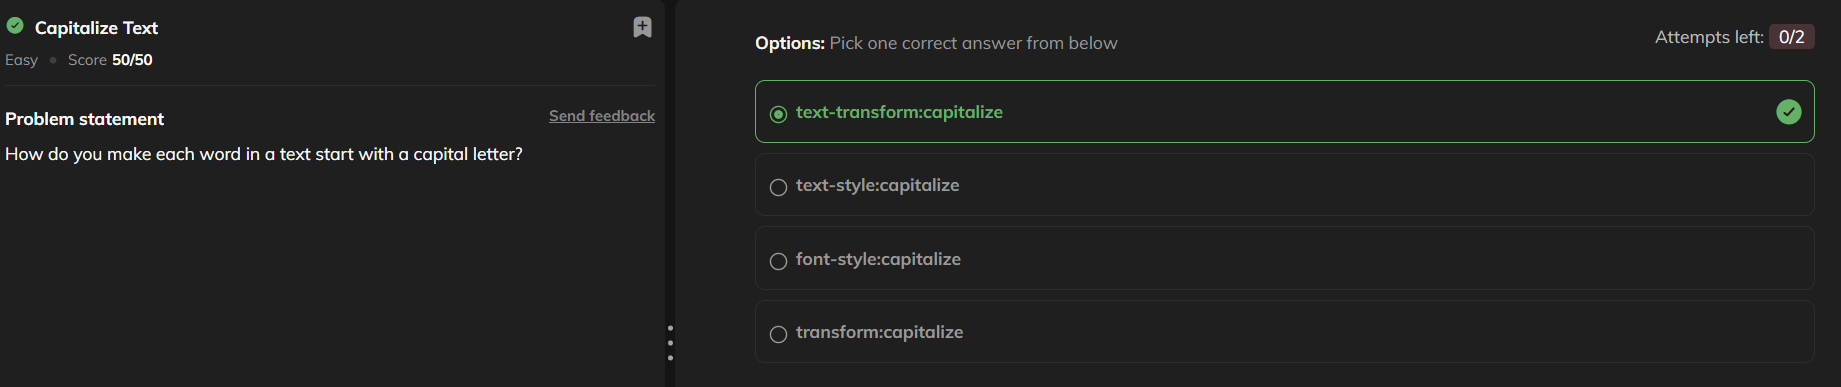 Capitalize Text
Easy • Score 50/50
Problem statement
Send feedback
How do you make each word in a text start with a capital letter?
Options: Pick one correct answer from below
Attempts left: 0/2
text-transform:capitalize
text-style:capitalize
font-style:capitalize
transform:capitalize